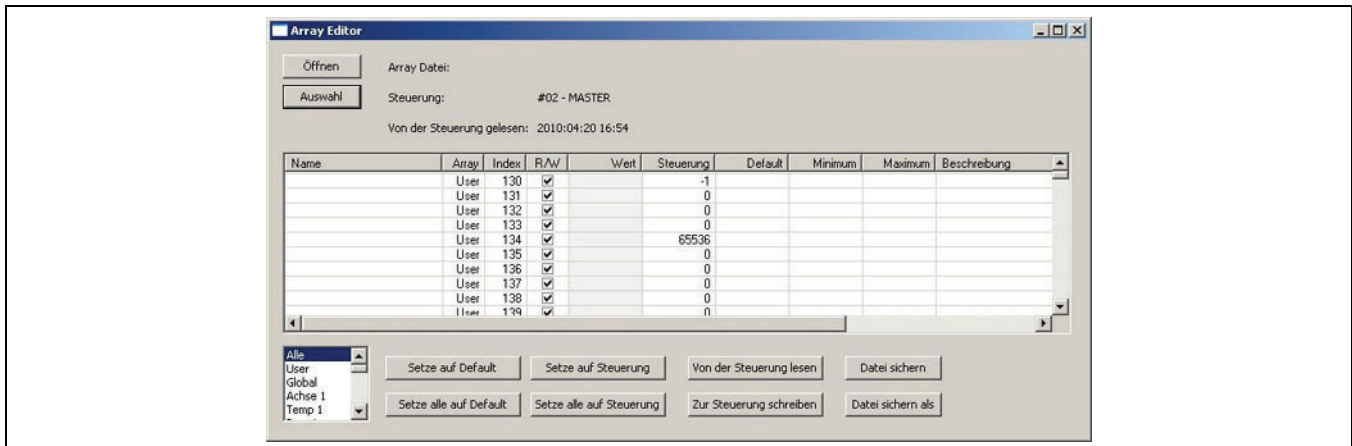 Array Editor
Öffnen
Array Datei:
Auswahl
Steuerung: #02 - MASTER
Von der Steuerung gelesen: 2010:04:20 16:54
Name Array Index R/W Wert Steuerung Default Minimum Maximum Beschreibung
User 130 -1
User 131 0
User 132 0
User 133 0
User 134 65536
User 135 0
User 136 0
User 137 0
User 138 0
User 139 0
Alle
User
Global
Achse 1
Temp 1
Setze auf Default Setze auf Steuerung Von der Steuerung lesen Datei sichern
Setze alle auf Default Setze alle auf Steuerung Zur Steuerung schreiben Datei sichern als